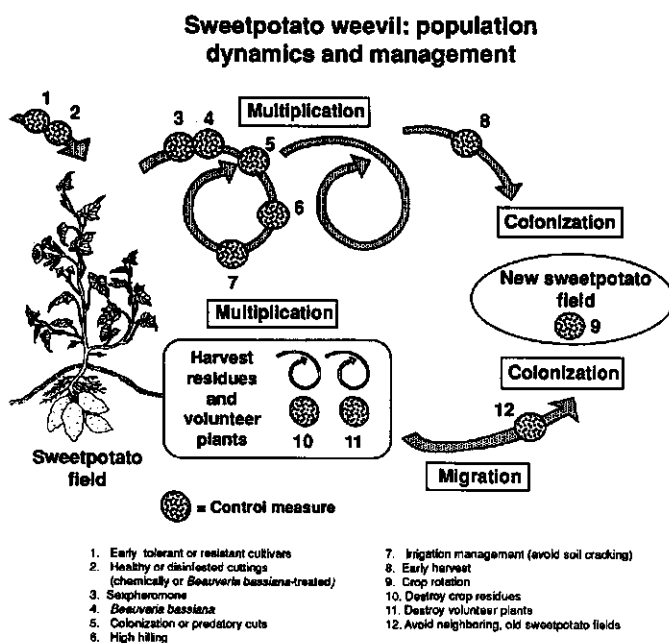 Sweetpotato weevil: population
dynamics and management
1
2
3
4
5
6
7
Multiplication
8
Colonization
New sweetpotato
field
9
Colonization
Multiplication
Harvest
residues
and
volunteer
plants
10
11
12
Migration
Sweetpotato
field
= Control measure
1. Early tolerant or resistant cultivars
2. Healthy or disinfested cuttings
(chemically or Beauveria bassiana-treated)
3. Sexpheromone
4. Beauveria bassiana
5. Colonization or predatory cuts
6. High hilling
7. Irrigation management (avoid soil cracking)
8. Early harvest
9. Crop rotation
10. Destroy crop residues
11. Destroy volunteer plants
12. Avoid neighboring, old sweetpotato fields